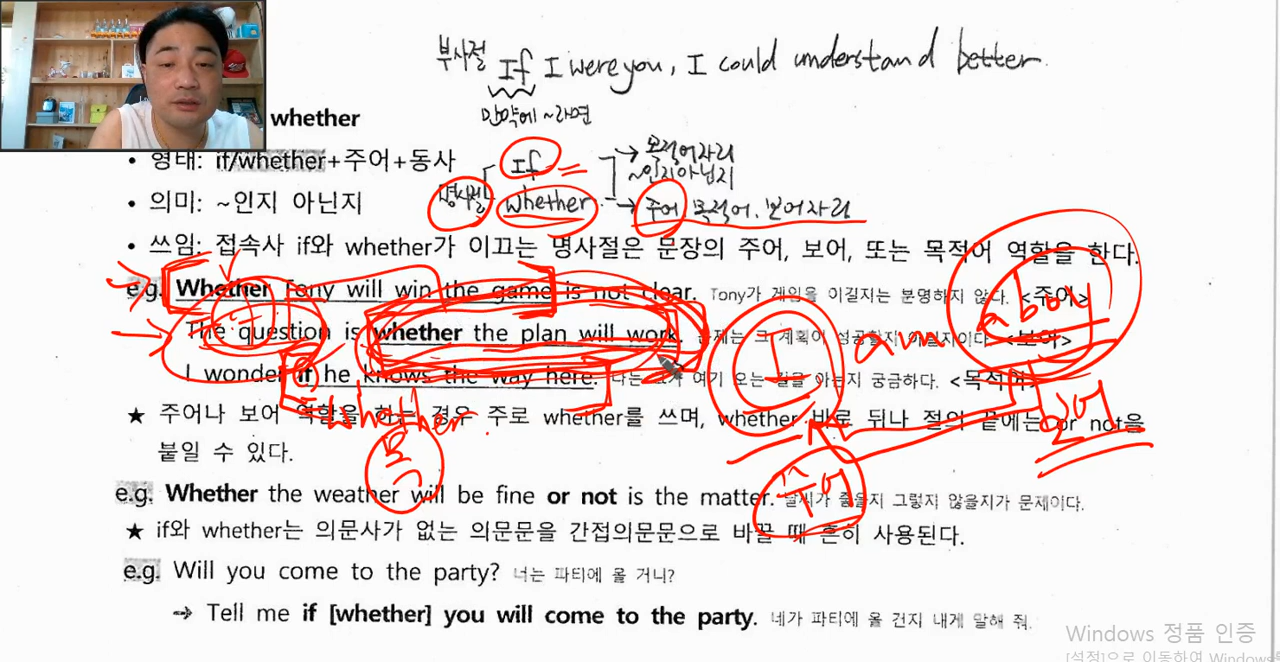 부사절 If I were you, I could understand better.
만약에 ~라면
whether
• 형태: if/whether+주어+동사
If → 목적어자리
~인지아닌지
명사절
• 의미: ~인지 아닌지
whether → 주어 목적어, 보어자리
• 쓰임: 접속사 if와 whether가 이끄는 명사절은 문장의 주어, 보어, 또는 목적어 역할을 한다.
e.g. Whether Tony will win the game is not clear. Tony가 게임을 이길지는 분명하지 않다. <주어>
The question is whether the plan will work. 문제는 그 계획이 성공할지 아닐지이다. <보어>
I am a boy
I wonder if he knows the way here. 나는 그가 여기 오는 길을 아는지 궁금하다. <목적어>
whether.
보어
★ 주어나 보어 역할을 하는 경우 주로 whether를 쓰며, whether 바로 뒤나 절의 끝에는 or not을
붙일 수 있다.
주어
e.g. Whether the weather will be fine or not is the matter. 날씨가 좋을지 그렇지 않을지가 문제이다.
★ if와 whether는 의문사가 없는 의문문을 간접의문문으로 바꿀 때 흔히 사용된다.
e.g. Will you come to the party? 너는 파티에 올 거니?
→ Tell me if [whether] you will come to the party. 네가 파티에 올 건지 내게 말해 줘.
Windows 정품 인증
[설정]으로 이동하여 Windows를